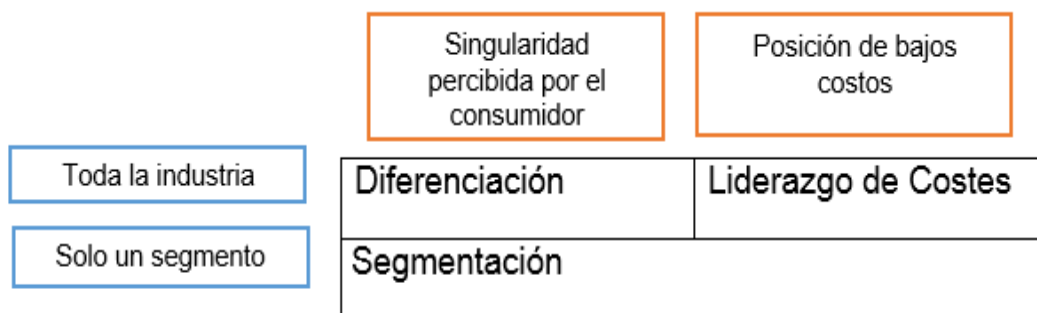 Singularidad
percibida por el
consumidor
Posición de bajos
costos
Toda la industria
Diferenciación
Liderazgo de Costes
Solo un segmento
Segmentación